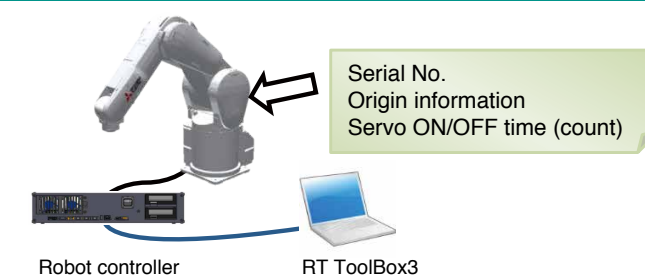 Serial No.
Origin information
Servo ON/OFF time (count)
Robot controller
RT ToolBox3